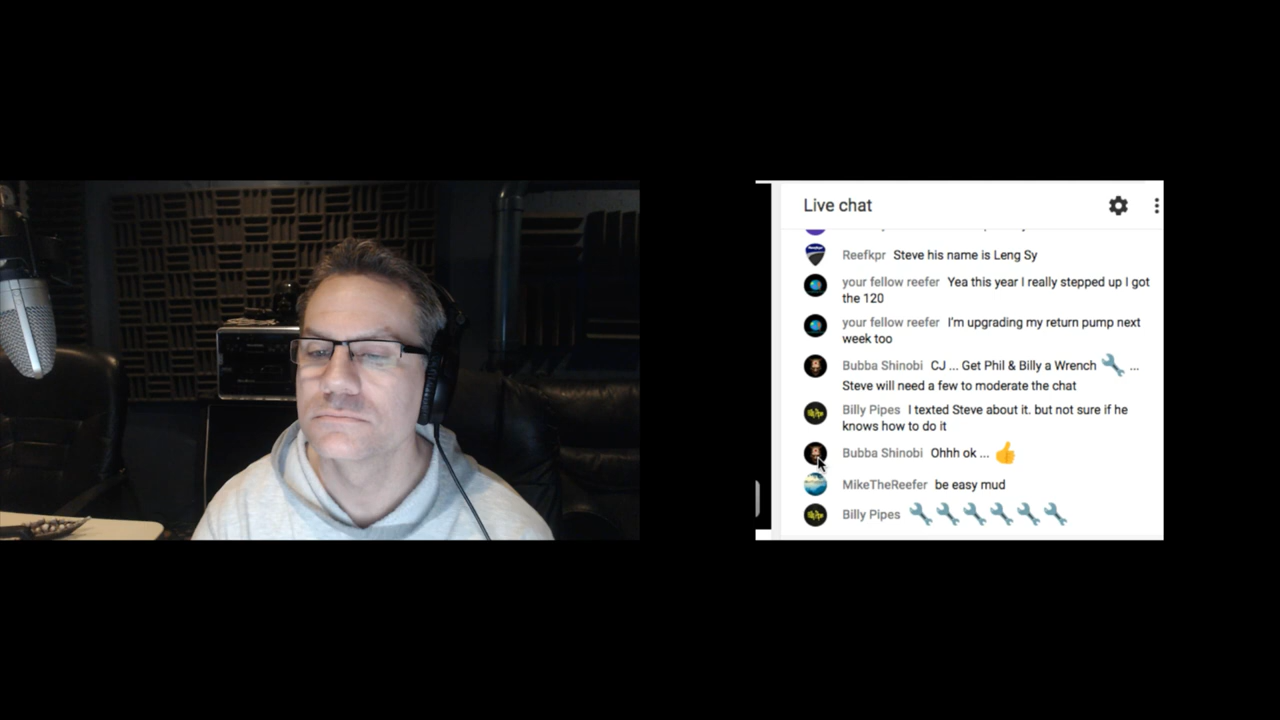 Live chat
Reefkpr Steve his name is Leng Sy
your fellow reefer Yea this year I really stepped up I got
the 120
your fellow reefer I'm upgrading my return pump next
week too
Bubba Shinobi CJ ... Get Phil & Billy a Wrench 🔧 ...
Steve will need a few to moderate the chat
Billy Pipes I texted Steve about it. but not sure if he
knows how to do it
Bubba Shinobi Ohhh ok ... 👍
MikeTheReefer be easy mud
Billy Pipes 🔧🔧🔧🔧🔧🔧